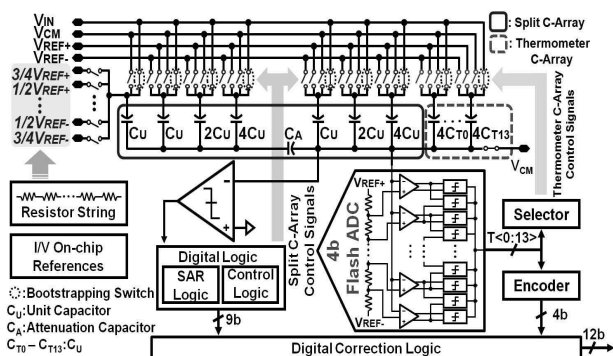 VIN
VCM
VREF+
VREF-
3/4VREF+
1/2VREF+
1/2VREF-
3/4VREF-
: Split C-Array
: Thermometer C-Array
CU
CU
2CU
4CU
CA
CU
2CU
4CU
4CT0
4CT13
VCM
Thermometer C-Array
Control Signals
Split C-Array
Control Signals
Resistor String
I/V On-chip
References
:Bootstrapping Switch
CU:Unit Capacitor
CA:Attenuation Capacitor
CT0 – CT13:CU
-
+
Digital Logic
SAR
Logic
Control
Logic
9b
4b
Flash ADC
VREF+
VREF-
T<0:13>
Selector
Encoder
4b
Digital Correction Logic
12b